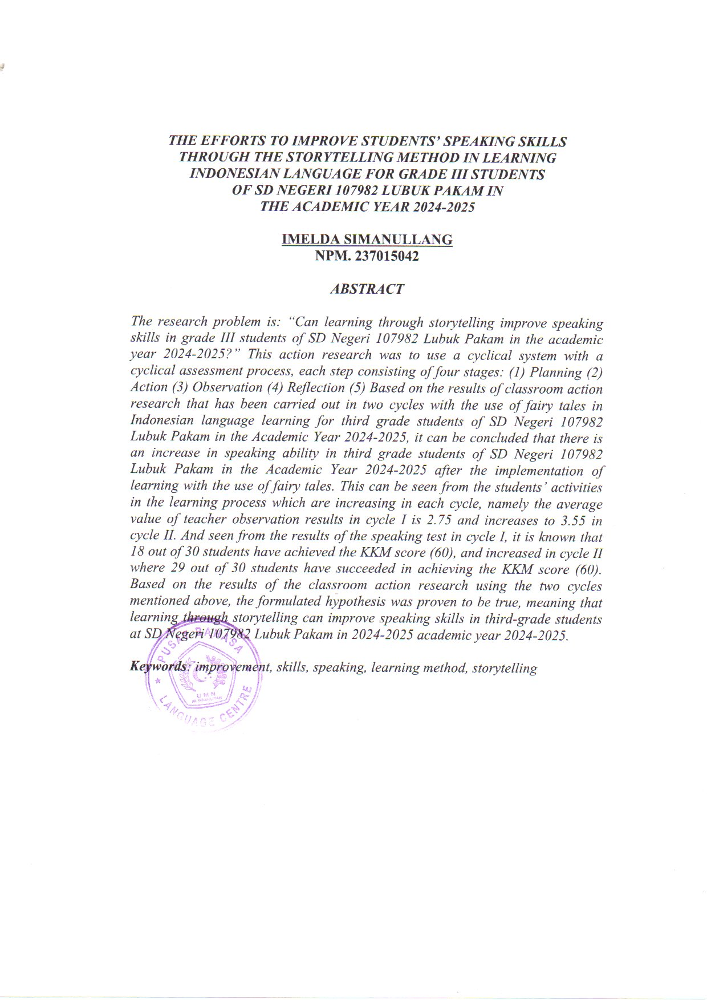 THE EFFORTS TO IMPROVE STUDENTS' SPEAKING SKILLS
THROUGH THE STORYTELLING METHOD IN LEARNING
INDONESIAN LANGUAGE FOR GRADE III STUDENTS
OF SD NEGERI 107982 LUBUK PAKAM IN
THE ACADEMIC YEAR 2024-2025
IMELDA SIMANULLANG
NPM. 237015042
ABSTRACT
The research problem is: “Can learning through storytelling improve speaking
skills in grade III students of SD Negeri 107982 Lubuk Pakam in the academic
year 2024-2025?” This action research was to use a cyclical system with a
cyclical assessment process, each step consisting of four stages: (1) Planning (2)
Action (3) Observation (4) Reflection (5) Based on the results of classroom action
research that has been carried out in two cycles with the use of fairy tales in
Indonesian language learning for third grade students of SD Negeri 107982
Lubuk Pakam in the Academic Year 2024-2025, it can be concluded that there is
an increase in speaking ability in third grade students of SD Negeri 107982
Lubuk Pakam in the Academic Year 2024-2025 after the implementation of
learning with the use of fairy tales. This can be seen from the students’ activities
in the learning process which are increasing in each cycle, namely the average
value of teacher observation results in cycle I is 2.75 and increases to 3.55 in
cycle II. And seen from the results of the speaking test in cycle I, it is known that
18 out of 30 students have achieved the KKM score (60), and increased in cycle II
where 29 out of 30 students have succeeded in achieving the KKM score (60).
Based on the results of the classroom action research using the two cycles
mentioned above, the formulated hypothesis was proven to be true, meaning that
learning through storytelling can improve speaking skills in third-grade students
at SD Negeri 107982 Lubuk Pakam in 2024-2025 academic year 2024-2025.
Keywords: improvement, skills, speaking, learning method, storytelling
PUSAT BAHASA
UMN
AL WASHLIYAH
LANGUAGE CENTRE